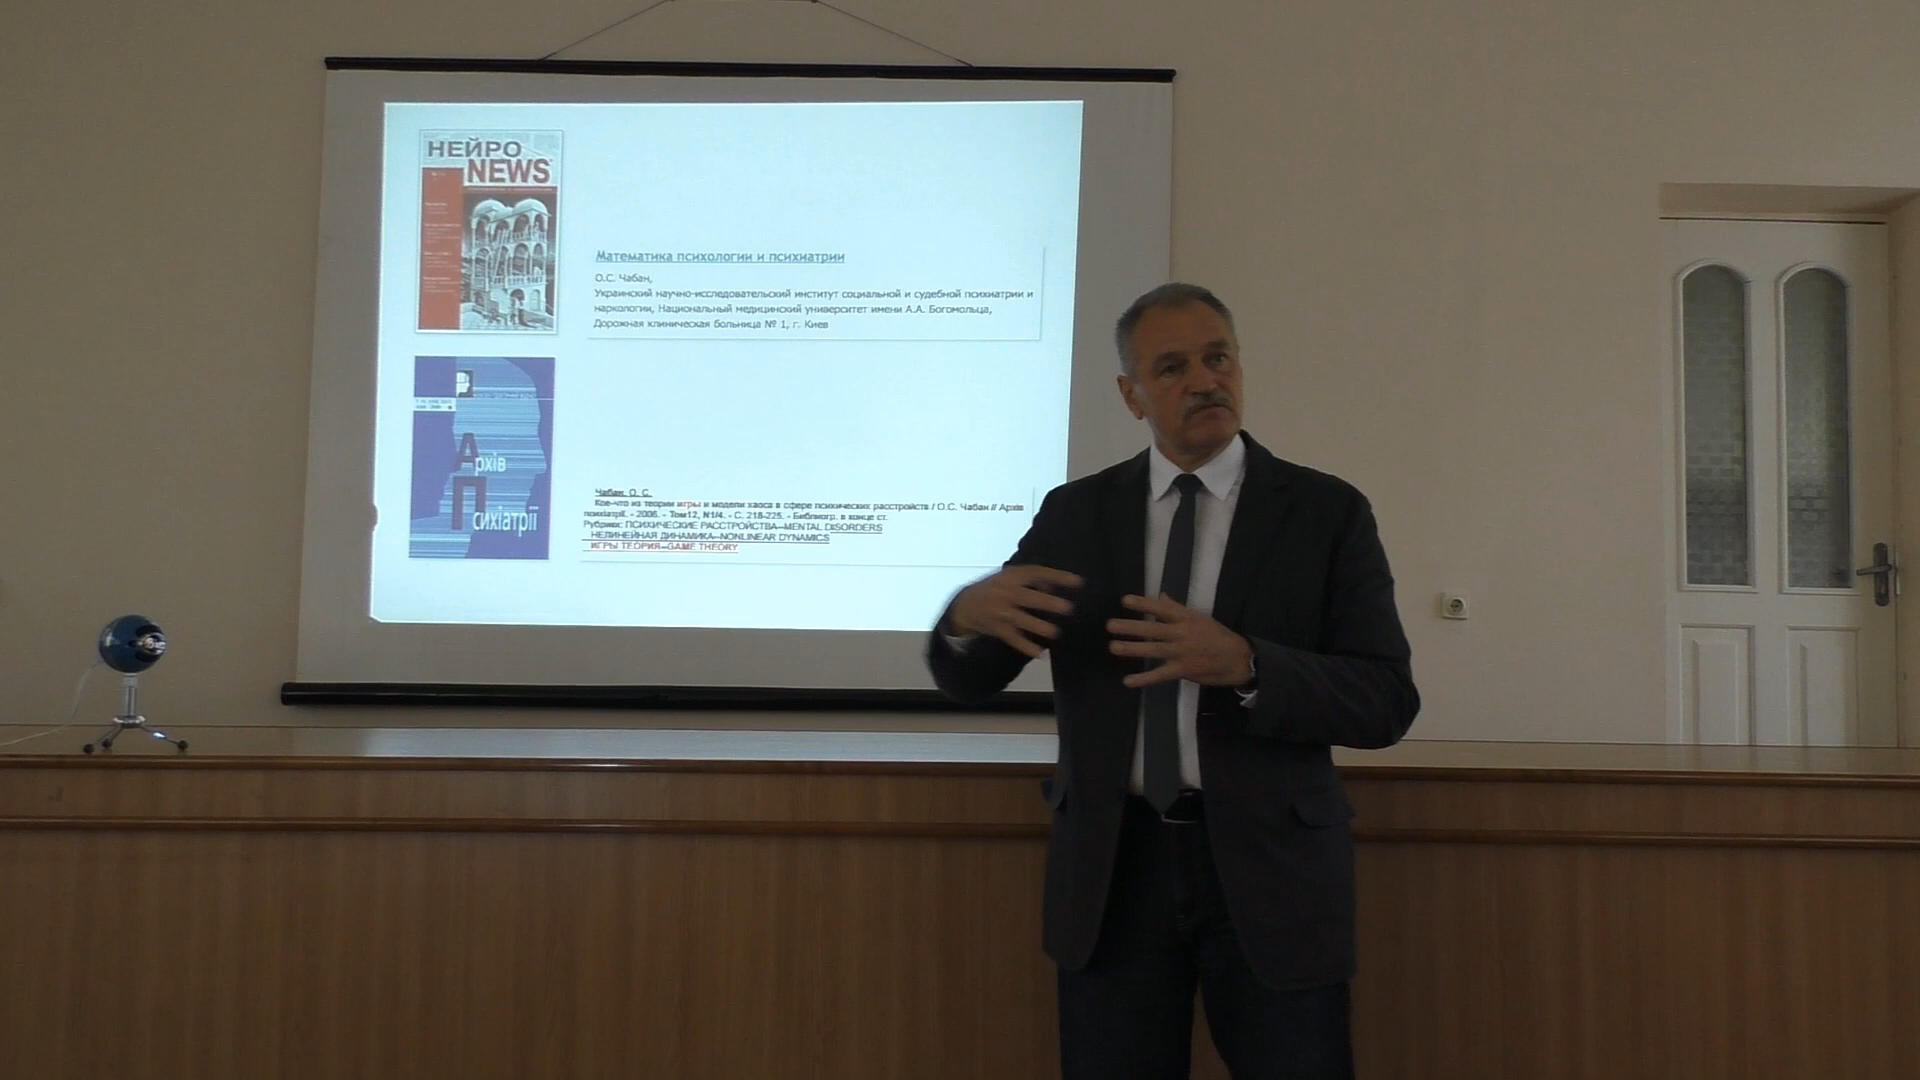 НЕЙРО
NEWS
Математика психологии и психиатрии
О.С. Чабан,
Украинский научно-исследовательский институт социальной и судебной психиатрии и
наркологии, Национальный медицинский университет имени А.А. Богомольца,
Дорожная клиническая больница № 1, г. Киев
Архів
Психіатрії
Чабан, О. С.
Кое-что из теории игры и модели хаоса в сфере психических расстройств / О.С. Чабан // Архів
психіатрії. - 2006. - Том12, N1/4. - С. 218-225. - Библиогр. в конце ст.
Рубрики: ПСИХИЧЕСКИЕ РАССТРОЙСТВА--MENTAL DISORDERS
НЕЛИНЕЙНАЯ ДИНАМИКА--NONLINEAR DYNAMICS
ИГРЫ ТЕОРИЯ--GAME THEORY